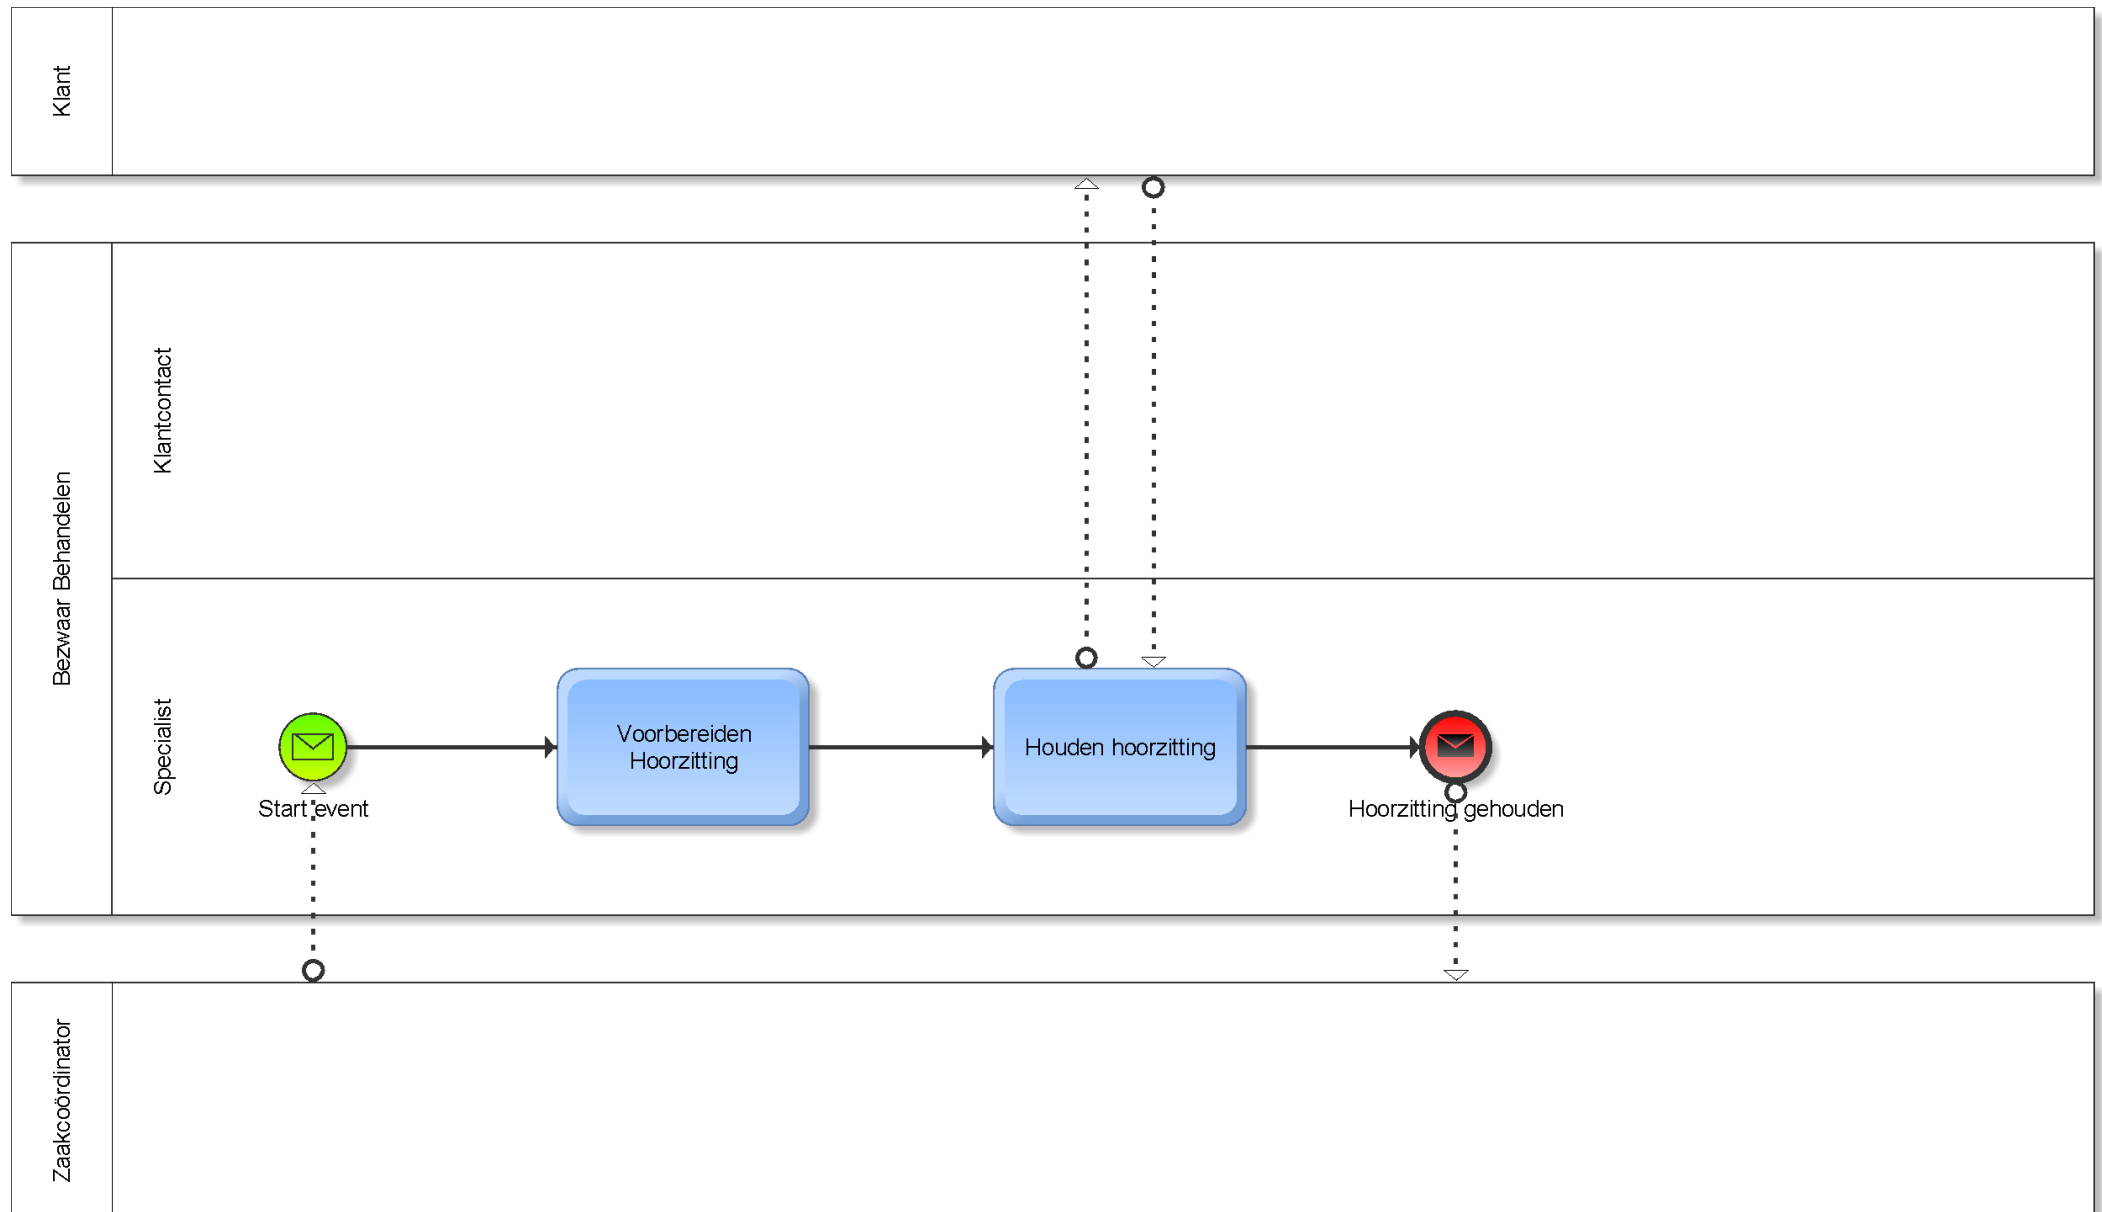 Klant
Bezwaar Behandelen
Klantcontact
Specialist
Start event
Voorbereiden
Hoorzitting
Houden hoorzitting
Hoorzitting gehouden
Zaakcoördinator